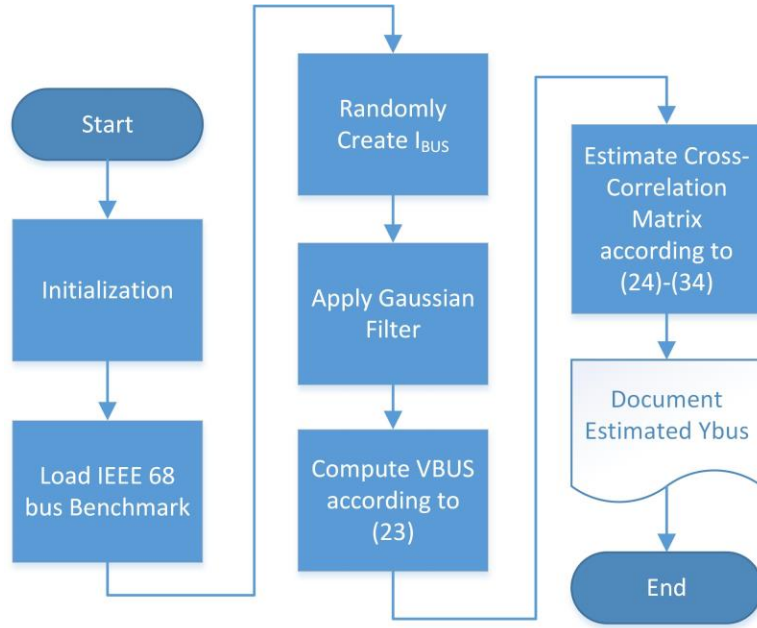 Start
Initialization
Load IEEE 68
bus Benchmark
Randomly
Create I_BUS
Apply Gaussian
Filter
Compute VBUS
according to
(23)
Estimate Cross-
Correlation
Matrix
according to
(24)-(34)
Document
Estimated Ybus
End